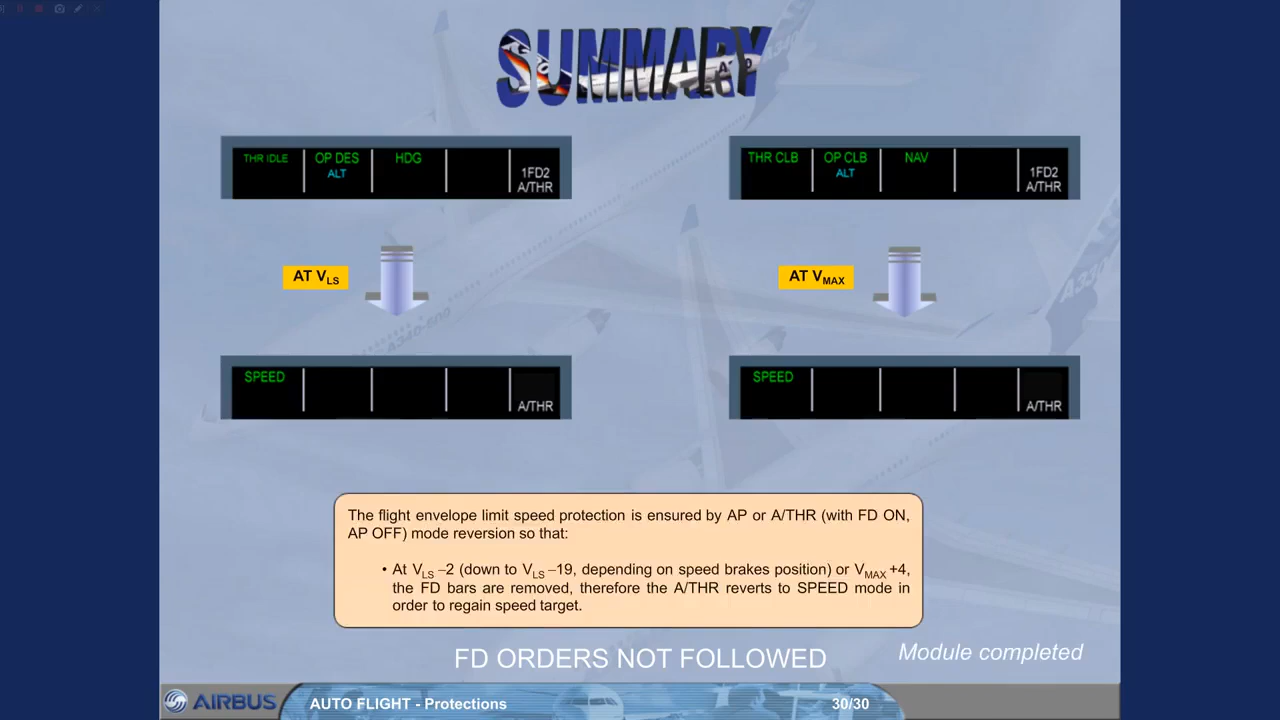 SUMMARY
THR IDLE OP DES HDG
ALT
1FD2
A/THR
THR CLB OP CLB NAV
ALT
1FD2
A/THR
AT VLS
AT VMAX
SPEED
A/THR
SPEED
A/THR
The flight envelope limit speed protection is ensured by AP or A/THR (with FD ON,
AP OFF) mode reversion so that:
• At VLS –2 (down to VLS –19, depending on speed brakes position) or VMAX +4,
the FD bars are removed, therefore the A/THR reverts to SPEED mode in
order to regain speed target.
FD ORDERS NOT FOLLOWED
Module completed
AIRBUS
AUTO FLIGHT - Protections
30/30